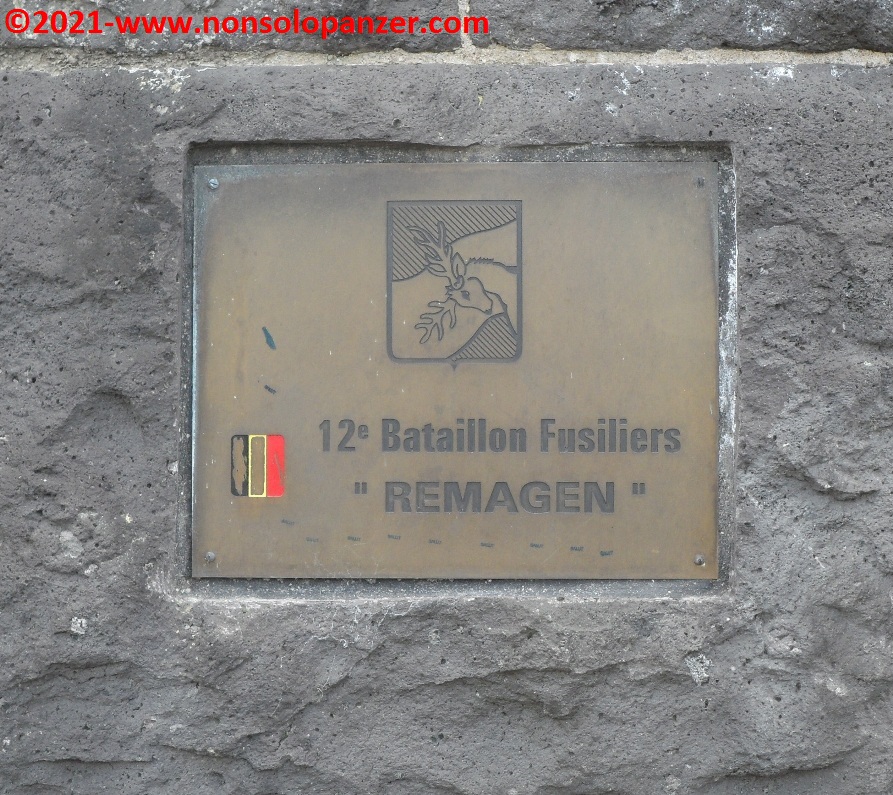 ©2021-www.nonsolopanzer.com
12e Bataillon Fusiliers
" REMAGEN "